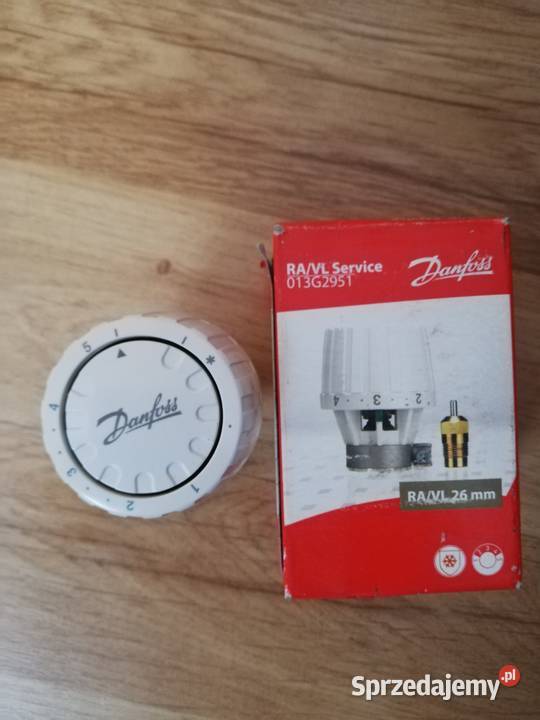 RA/VL Service
013G2951
Danfoss
4 · 3 · 2
RA/VL 26 mm
5
4
3
2
1
*
Danfoss
Sprzedajemy.pl